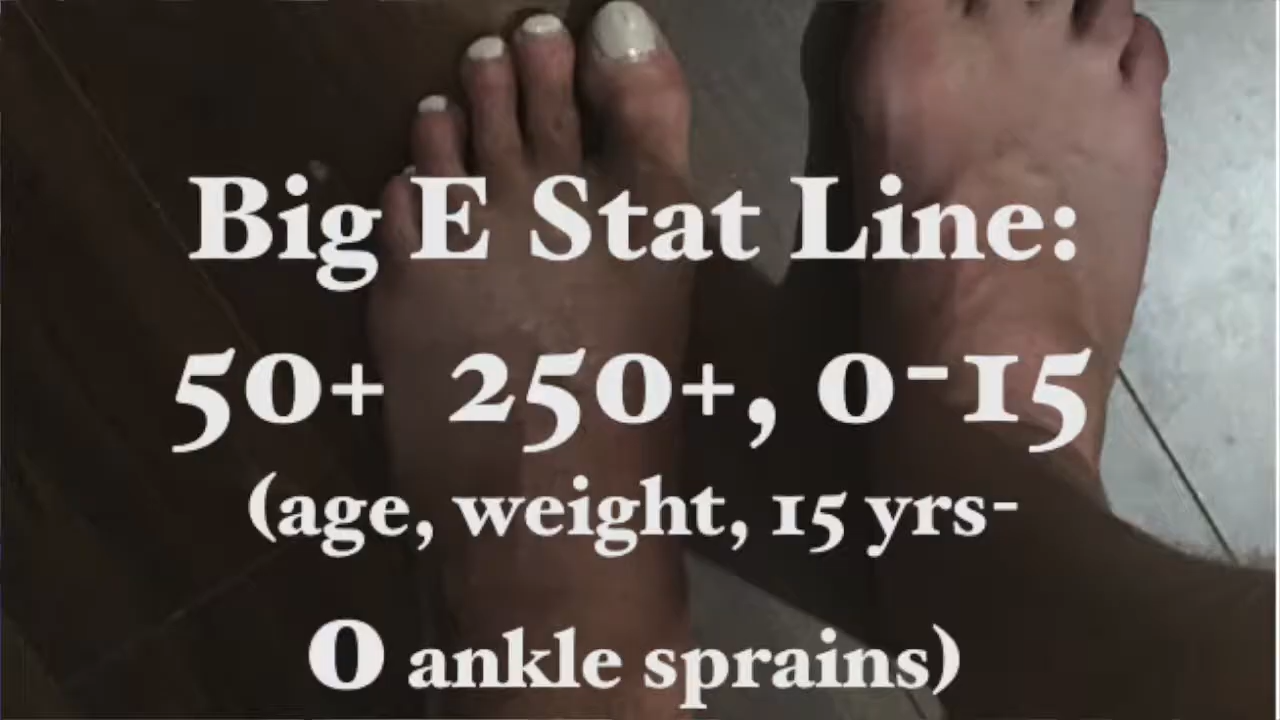 Big E Stat Line:
50+ 250+, 0-15
(age, weight, 15 yrs-
0 ankle sprains)